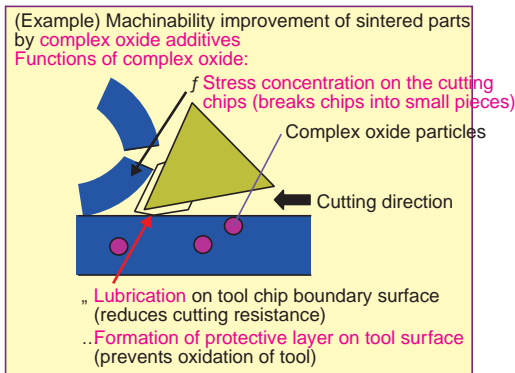 (Example) Machinability improvement of sintered parts
by complex oxide additives
Functions of complex oxide:
ƒ Stress concentration on the cutting
chips (breaks chips into small pieces)
Complex oxide particles
Cutting direction
„ Lubrication on tool chip boundary surface
(reduces cutting resistance)
‥Formation of protective layer on tool surface
(prevents oxidation of tool)